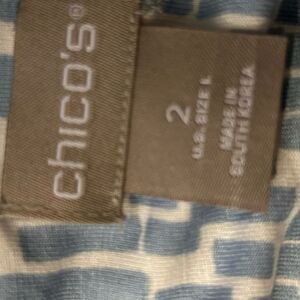 chico's®
2
U.S. SIZE L
MADE IN
SOUTH KOREA